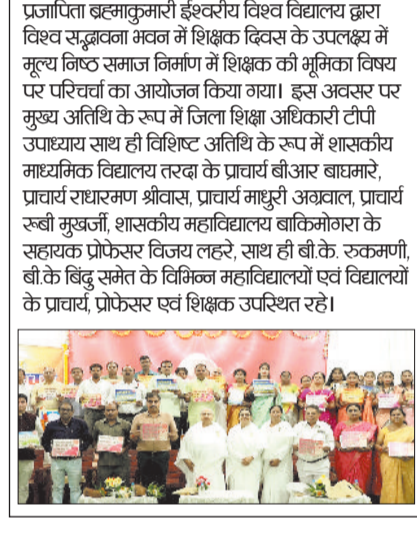 प्रजापिता ब्रह्माकुमारी ईश्वरीय विश्व विद्यालय द्वारा
विश्व सद्भावना भवन में शिक्षक दिवस के उपलक्ष्य में
मूल्य निष्ठ समाज निर्माण में शिक्षक की भूमिका विषय
पर परिचर्चा का आयोजन किया गया। इस अवसर पर
मुख्य अतिथि के रूप में जिला शिक्षा अधिकारी टीपी
उपाध्याय साथ ही विशिष्ट अतिथि के रूप में शासकीय
माध्यमिक विद्यालय तरदा के प्राचार्य बीआर बाघमारे,
प्राचार्य राधारमण श्रीवास, प्राचार्य माधुरी अग्रवाल, प्राचार्य
रूबी मुखर्जी, शासकीय महाविद्यालय बाकिमोगरा के
सहायक प्रोफेसर विजय लहरे, साथ ही बी.के. रुकमणी,
बी.के बिंदु समेत के विभिन्न महाविद्यालयों एवं विद्यालयों
के प्राचार्य, प्रोफेसर एवं शिक्षक उपस्थित रहे।